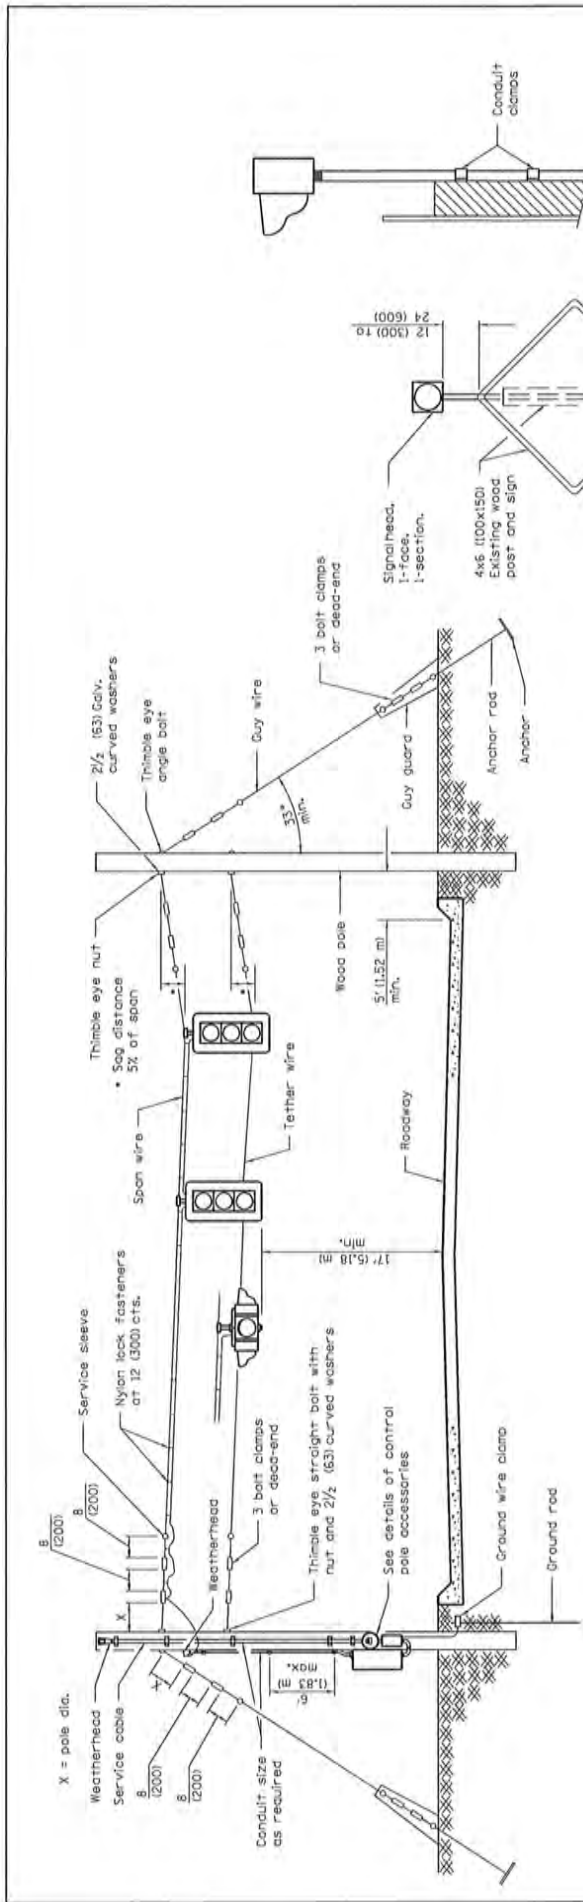 X = pole dia.
Weatherhead
Service cable
8
(200)
8
(200)
Conduit size
as required
X
X
8
(200)
8
(200)
Service sleeve
Nylon lock fasteners
at 12 (300) cts.
Weatherhead
3 bolt clamps
or dead-end
Thimble eye straight bolt with
nut and 2½ (63) curved washers
See details of control
pole accessories
6'
(1.83 m)
max.
Ground wire clamp
Ground rod
Span wire
Tether wire
17' (5.18 m)
min.
Roadway
* Sag distance
5% of span
*
*
Thimble eye nut
2½ (63) Galv.
curved washers
Thimble eye
angle bolt
Wood pole
5' (1.52 m)
min.
33°
min.
Guy wire
3 bolt clamps
or dead-end
Guy guard
Anchor rod
Anchor
Signalhead,
1-face,
1-section.
4x6 (100x150)
Existing wood
post and sign
12 (300) to
24 (600)
Conduit
clamps